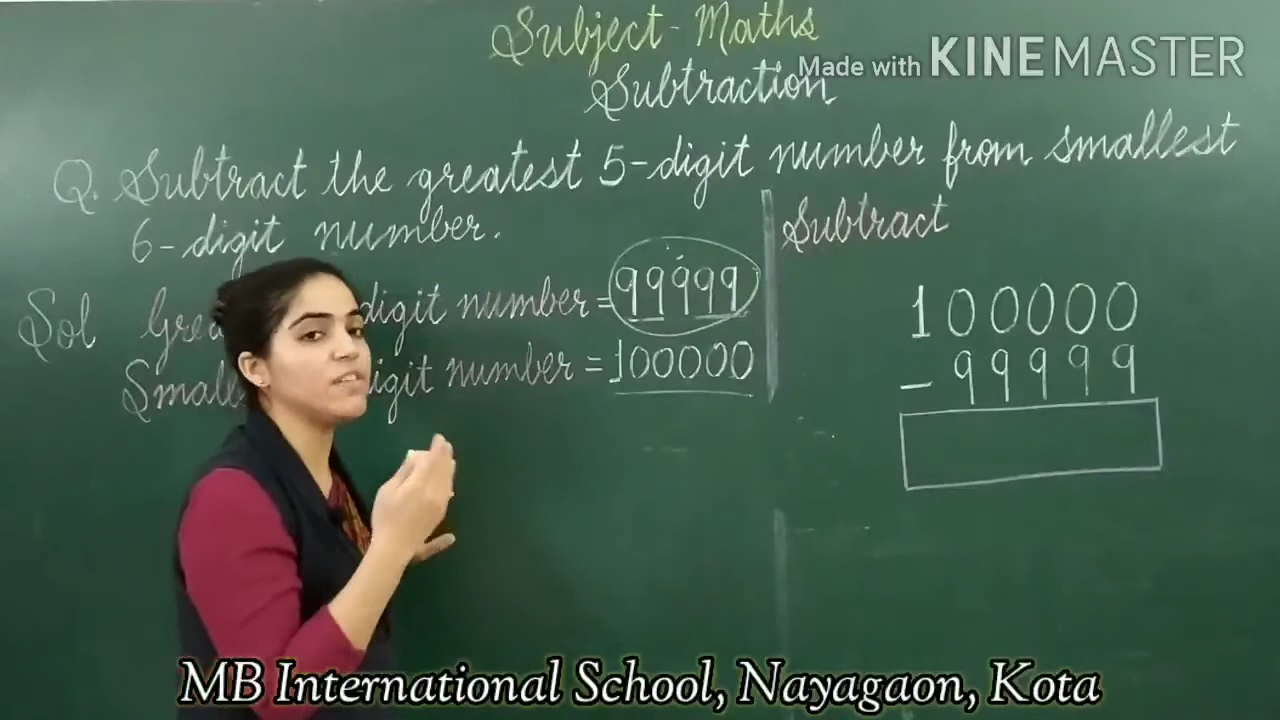 Subject - Maths
Made with KINEMASTER
Subtraction
Q. Subtract the greatest 5-digit number from smallest
6-digit number.
Sol digit number = 99999
digit number = 100000
Subtract
100000
- 99999
MB International School, Nayagaon, Kota